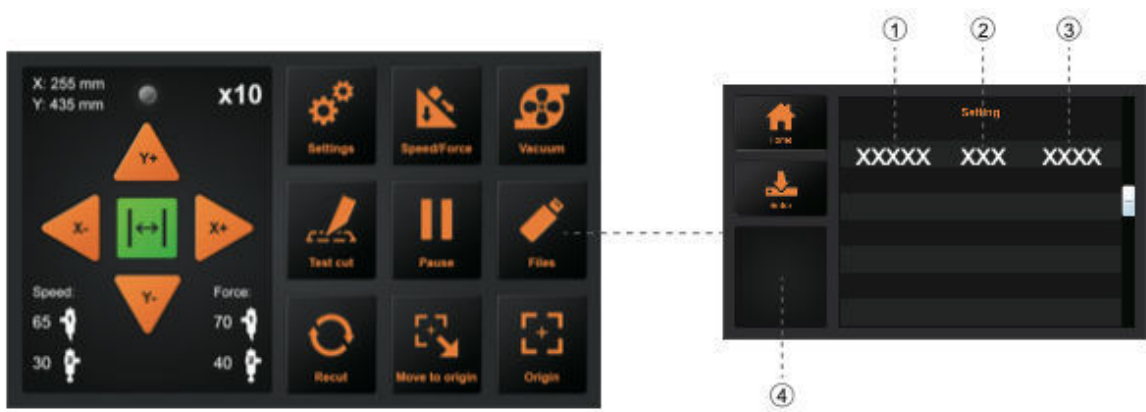 ① ② ③
X: 255 mm
Y: 435 mm
x10
Y+
X-
X+
Y-
Speed:
Force:
65
70
30
40
Settings
Speed/Force
Vacuum
Test cut
Pause
Files
Recut
Move to origin
Origin
Home
Setting
XXXXX XXX XXXX
④